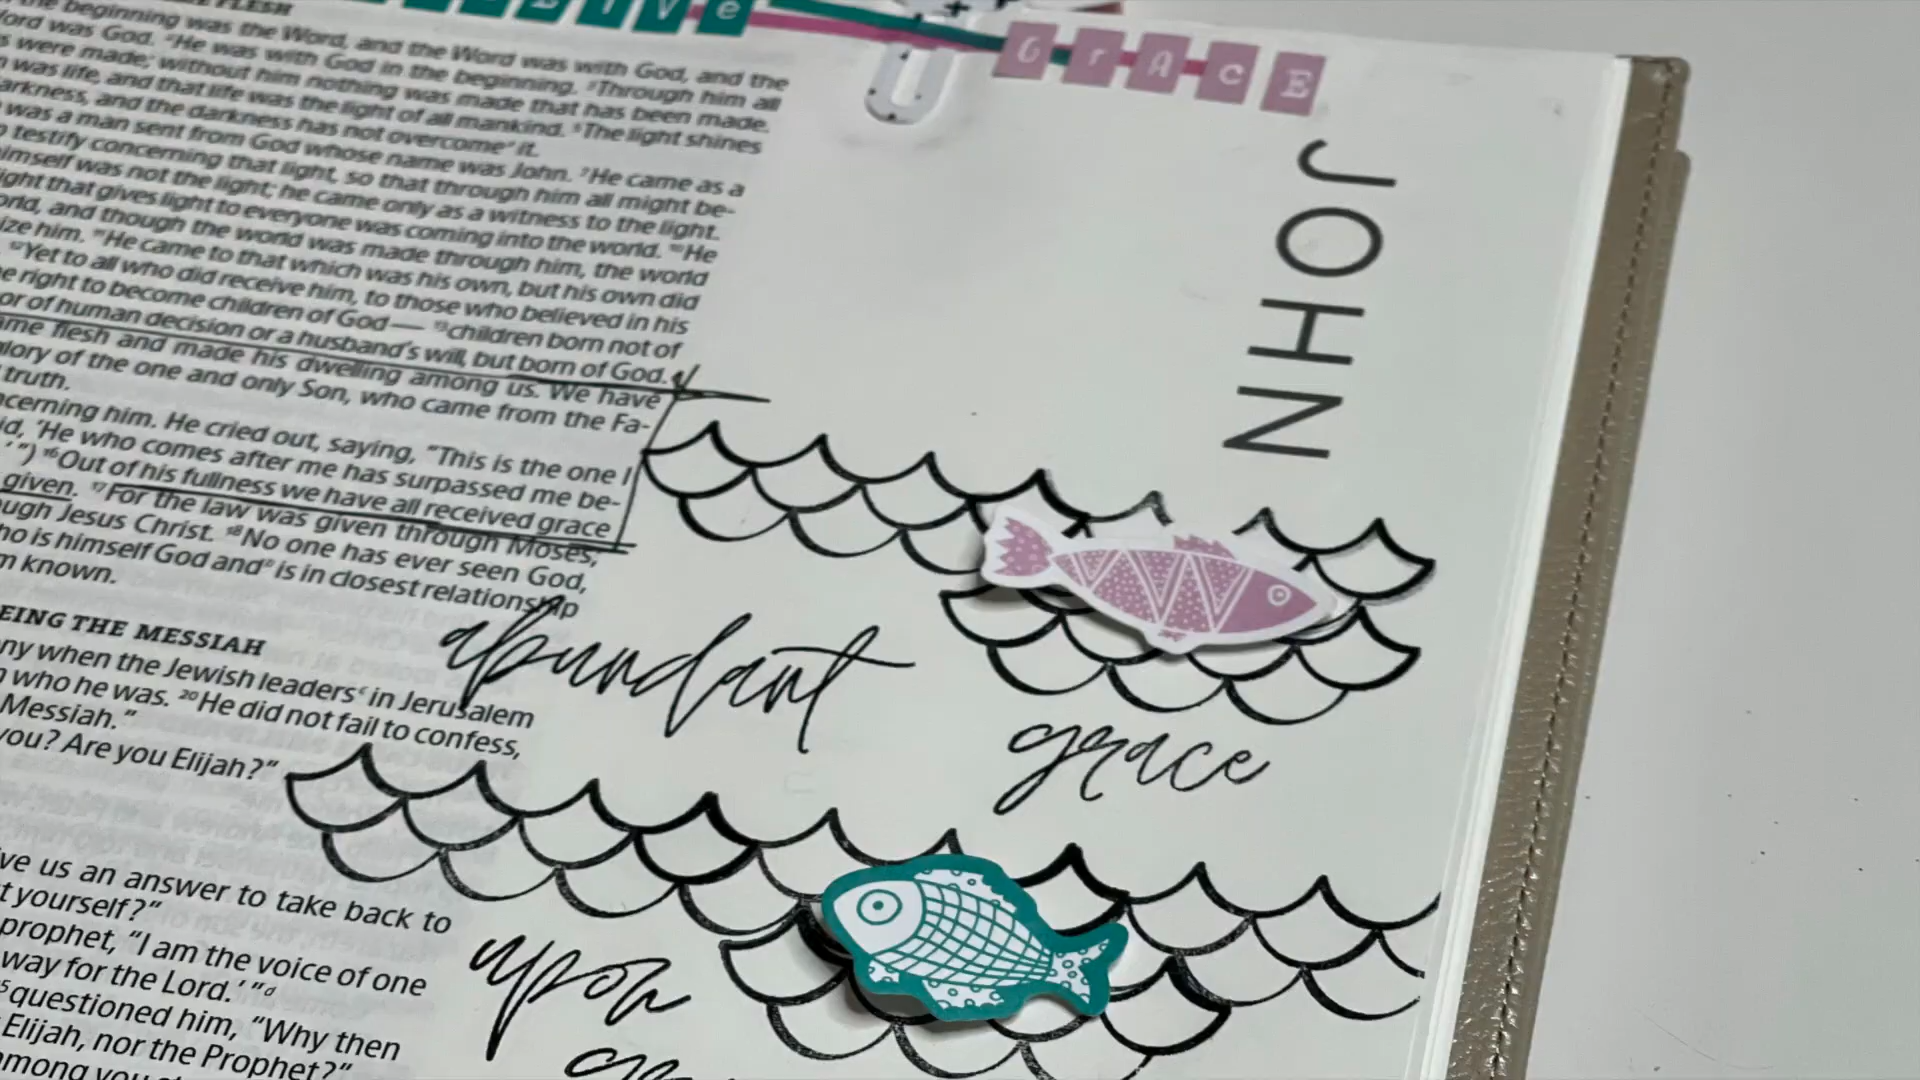 FLESH
beginning was the Word, and the Word was with God, and the
ord was God. ²He was with God in the beginning. ³Through him all
s were made; without him nothing was made that has been made.
was life, and that life was the light of all mankind. ⁵The light shines
arkness, and the darkness has not overcome it.
was a man sent from God whose name was John. ⁷He came as a
testify concerning that light, so that through him all might be-
imself was not the light; he came only as a witness to the light.
ight that gives light to everyone was coming into the world. ¹⁰He
orld, and though the world was made through him, the world
ize him. ¹¹He came to that which was his own, but his own did
¹²Yet to all who did receive him, to those who believed in his
e right to become children of God— ¹³children born not of
or of human decision or a husband's will, but born of God.
ame flesh and made his dwelling among us. We have
lory of the one and only Son, who came from the Fa-
truth.
ncerning him. He cried out, saying, "This is the one I
id, 'He who comes after me has surpassed me be-
' ") ¹⁶Out of his fullness we have all received grace
given. ¹⁷For the law was given through Moses;
ough Jesus Christ. ¹⁸No one has ever seen God,
ho is himself God and is in closest relationship
m known.
EING THE MESSIAH
ny when the Jewish leaders in Jerusalem
who he was. ²⁰He did not fail to confess,
Messiah."
you? Are you Elijah?"
ve us an answer to take back to
t yourself?"
prophet, "I am the voice of one
way for the Lord.' "
questioned him, "Why then
Elijah, nor the Prophet?"
among you
U
GrAcE
JOHN
abundant
grace
upon